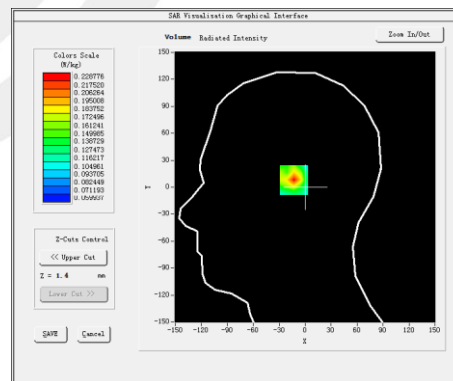 SAR Visualisation Graphical Interface
Volume Radiated Intensity
Zoom In/Out
Colors Scale
(W/kg)
0.228776
0.217520
0.206264
0.195008
0.183752
0.172496
0.161241
0.149985
0.138729
0.127473
0.116217
0.104961
0.093705
0.082449
0.071193
0.059937
Z-Cuts Control
<< Upper Cut
Z = 1.4 mm
Lower Cut >>
SAVE Cancel
150
120
90
60
30
0
-30
-60
-90
-120
-150
Y
-150 -120 -90 -60 -30 0 30 60 90 120 150
X